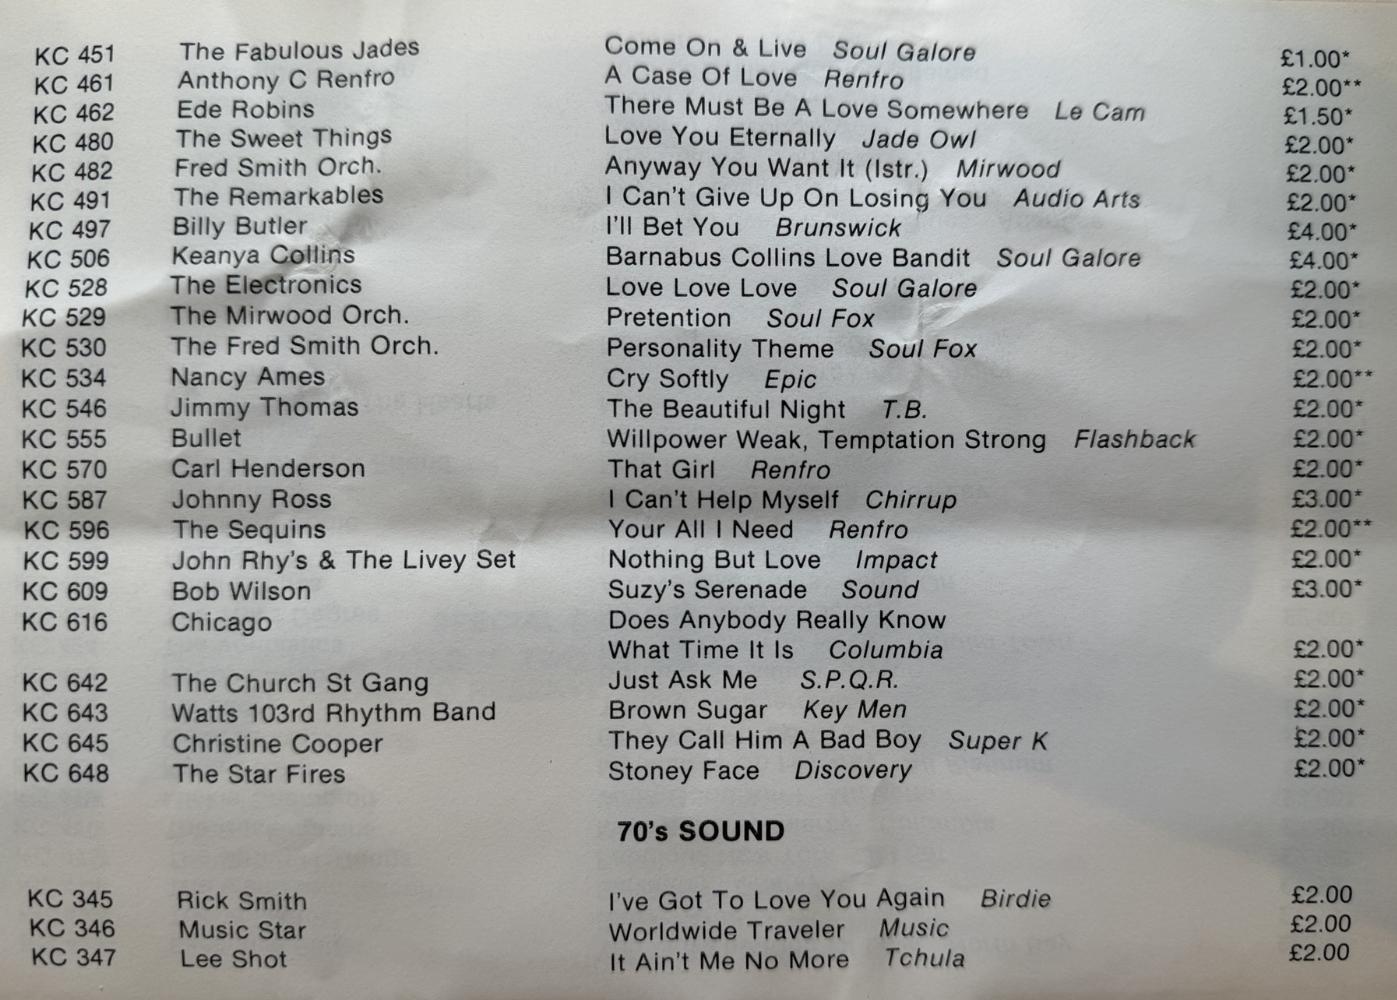 KC 451 The Fabulous Jades Come On & Live Soul Galore £1.00*
KC 461 Anthony C Renfro A Case Of Love Renfro £2.00**
KC 462 Ede Robins There Must Be A Love Somewhere Le Cam £1.50*
KC 480 The Sweet Things Love You Eternally Jade Owl £2.00*
KC 482 Fred Smith Orch. Anyway You Want It (Istr.) Mirwood £2.00*
KC 491 The Remarkables I Can't Give Up On Losing You Audio Arts £2.00*
KC 497 Billy Butler I'll Bet You Brunswick £4.00*
KC 506 Keanya Collins Barnabus Collins Love Bandit Soul Galore £4.00*
KC 528 The Electronics Love Love Love Soul Galore £2.00*
KC 529 The Mirwood Orch. Pretention Soul Fox £2.00*
KC 530 The Fred Smith Orch. Personality Theme Soul Fox £2.00*
KC 534 Nancy Ames Cry Softly Epic £2.00**
KC 546 Jimmy Thomas The Beautiful Night T.B. £2.00*
KC 555 Bullet Willpower Weak, Temptation Strong Flashback £2.00*
KC 570 Carl Henderson That Girl Renfro £2.00*
KC 587 Johnny Ross I Can't Help Myself Chirrup £3.00*
KC 596 The Sequins Your All I Need Renfro £2.00**
KC 599 John Rhy's & The Livey Set Nothing But Love Impact £2.00*
KC 609 Bob Wilson Suzy's Serenade Sound £3.00*
KC 616 Chicago Does Anybody Really Know
What Time It Is Columbia £2.00*
KC 642 The Church St Gang Just Ask Me S.P.Q.R. £2.00*
KC 643 Watts 103rd Rhythm Band Brown Sugar Key Men £2.00*
KC 645 Christine Cooper They Call Him A Bad Boy Super K £2.00*
KC 648 The Star Fires Stoney Face Discovery £2.00*
70's SOUND
KC 345 Rick Smith I've Got To Love You Again Birdie £2.00
KC 346 Music Star Worldwide Traveler Music £2.00
KC 347 Lee Shot It Ain't Me No More Tchula £2.00